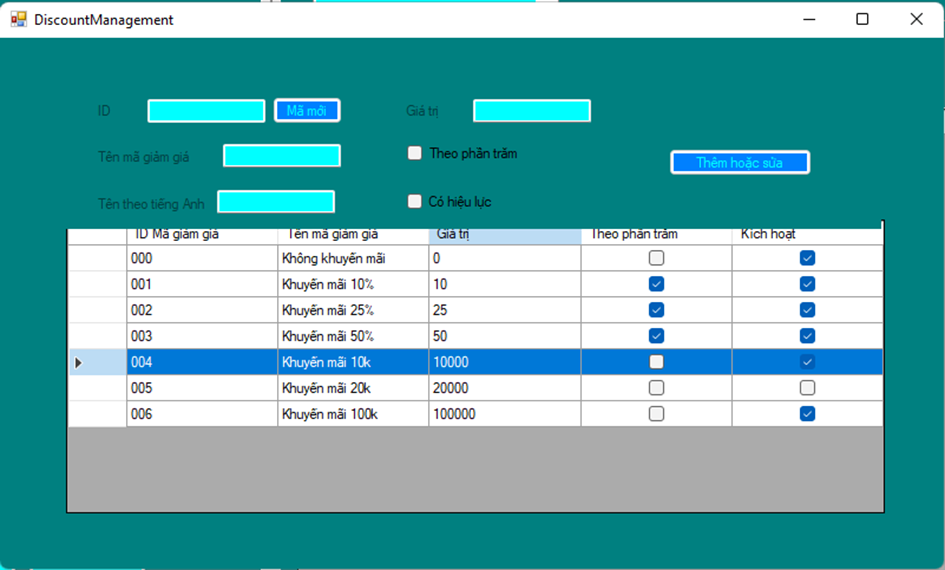 DiscountManagement
ID Mã mới Giá trị
Tên mã giảm giá Theo phần trăm Thêm hoặc sửa
Tên theo tiếng Anh Có hiệu lực
ID Mã giảm giá Tên mã giảm giá Giá trị Theo phần trăm Kích hoạt
000 Không khuyến mãi 0
001 Khuyến mãi 10% 10
002 Khuyến mãi 25% 25
003 Khuyến mãi 50% 50
004 Khuyến mãi 10k 10000
005 Khuyến mãi 20k 20000
006 Khuyến mãi 100k 100000